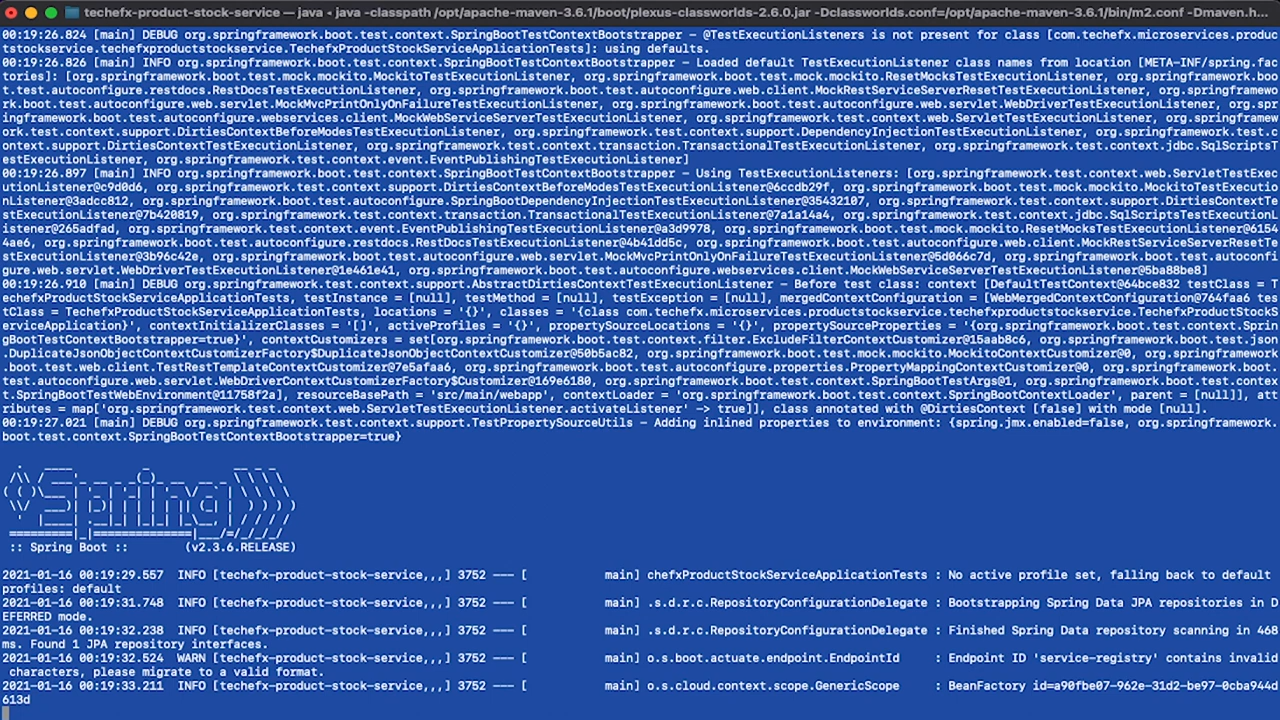 techefx-product-stock-service — java ◂ java -classpath /opt/apache-maven-3.6.1/boot/plexus-classworlds-2.6.0.jar -Dclassworlds.conf=/opt/apache-maven-3.6.1/bin/m2.conf -Dmaven.h...
00:19:26.824 [main] DEBUG org.springframework.boot.test.context.SpringBootTestContextBootstrapper - @TestExecutionListeners is not present for class [com.techefx.microservices.produc
tstockservice.techefxproductstockservice.TechefxProductStockServiceApplicationTests]: using defaults.
00:19:26.826 [main] INFO org.springframework.boot.test.context.SpringBootTestContextBootstrapper - Loaded default TestExecutionListener class names from location [META-INF/spring.fac
tories]: [org.springframework.boot.test.mock.mockito.MockitoTestExecutionListener, org.springframework.boot.test.mock.mockito.ResetMocksTestExecutionListener, org.springframework.boo
t.test.autoconfigure.restdocs.RestDocsTestExecutionListener, org.springframework.boot.test.autoconfigure.web.client.MockRestServiceServerResetTestExecutionListener, org.springframewo
rk.boot.test.autoconfigure.web.servlet.MockMvcPrintOnlyOnFailureTestExecutionListener, org.springframework.boot.test.autoconfigure.web.servlet.WebDriverTestExecutionListener, org.spr
ingframework.boot.test.autoconfigure.webservices.client.MockWebServiceServerTestExecutionListener, org.springframework.test.context.web.ServletTestExecutionListener, org.springframew
ork.test.context.support.DirtiesContextBeforeModesTestExecutionListener, org.springframework.test.context.support.DependencyInjectionTestExecutionListener, org.springframework.test.c
ontext.support.DirtiesContextTestExecutionListener, org.springframework.test.context.transaction.TransactionalTestExecutionListener, org.springframework.test.context.jdbc.SqlScriptsT
estExecutionListener, org.springframework.test.context.event.EventPublishingTestExecutionListener]
00:19:26.897 [main] INFO org.springframework.boot.test.context.SpringBootTestContextBootstrapper - Using TestExecutionListeners: [org.springframework.test.context.web.ServletTestExec
utionListener@c9d0d6, org.springframework.test.context.support.DirtiesContextBeforeModesTestExecutionListener@6ccdb29f, org.springframework.boot.test.mock.mockito.MockitoTestExecutio
nListener@3adcc812, org.springframework.boot.test.autoconfigure.SpringBootDependencyInjectionTestExecutionListener@35432107, org.springframework.test.context.support.DirtiesContextTe
stExecutionListener@7b420819, org.springframework.test.context.transaction.TransactionalTestExecutionListener@7a1a14a4, org.springframework.test.context.jdbc.SqlScriptsTestExecutionLi
istener@265adfad, org.springframework.test.context.event.EventPublishingTestExecutionListener@a3d9978, org.springframework.boot.test.mock.mockito.ResetMocksTestExecutionListener@6154
4ae6, org.springframework.boot.test.autoconfigure.restdocs.RestDocsTestExecutionListener@4b41dd5c, org.springframework.boot.test.autoconfigure.web.client.MockRestServiceServerResetTe
stExecutionListener@3b96c42e, org.springframework.boot.test.autoconfigure.web.servlet.MockMvcPrintOnlyOnFailureTestExecutionListener@5d066c7d, org.springframework.boot.test.autoconfi
gure.web.servlet.WebDriverTestExecutionListener@1e461e41, org.springframework.boot.test.autoconfigure.webservices.client.MockWebServiceServerTestExecutionListener@5ba88be8]
00:19:26.910 [main] DEBUG org.springframework.test.context.support.AbstractDirtiesContextTestExecutionListener - Before test class: context [DefaultTestContext@64bce832 testClass = T
echefxProductStockServiceApplicationTests, testInstance = [null], testMethod = [null], testException = [null], mergedContextConfiguration = [WebMergedContextConfiguration@764faa6 tes
tClass = TechefxProductStockServiceApplicationTests, locations = '{}', classes = '{class com.techefx.microservices.productstockservice.techefxproductstockservice.TechefxProductStockS
erviceApplication}', contextInitializerClasses = '[]', activeProfiles = '{}', propertySourceLocations = '{}', propertySourceProperties = '{org.springframework.boot.test.context.Sprin
gBootTestContextBootstrapper=true}', contextCustomizers = set[org.springframework.boot.test.context.filter.ExcludeFilterContextCustomizer@15aab8c6, org.springframework.boot.test.json
.DuplicateJsonObjectContextCustomizerFactory$DuplicateJsonObjectContextCustomizer@50b5ac82, org.springframework.boot.test.mock.mockito.MockitoContextCustomizer@0, org.springframework
.boot.test.web.client.TestRestTemplateContextCustomizer@7e5afaa6, org.springframework.boot.test.autoconfigure.properties.PropertyMappingContextCustomizer@0, org.springframework.boot.
test.autoconfigure.web.servlet.WebDriverContextCustomizerFactory$Customizer@169e6180, org.springframework.boot.test.context.SpringBootTestArgs@1, org.springframework.boot.test.contex
t.SpringBootTestWebEnvironment@11758f2a], resourceBasePath = 'src/main/webapp', contextLoader = 'org.springframework.boot.test.context.SpringBootContextLoader', parent = [null]], att
ributes = map['org.springframework.test.context.web.ServletTestExecutionListener.activateListener' -> true]], class annotated with @DirtiesContext [false] with mode [null].
00:19:27.021 [main] DEBUG org.springframework.test.context.support.TestPropertySourceUtils - Adding inlined properties to environment: {spring.jmx.enabled=false, org.springframework.
boot.test.context.SpringBootTestContextBootstrapper=true}
Spring
:: Spring Boot ::        (v2.3.6.RELEASE)
2021-01-16 00:19:29.557  INFO [techefx-product-stock-service,,,] 3752 --- [           main] chefxProductStockServiceApplicationTests : No active profile set, falling back to default
profiles: default
2021-01-16 00:19:31.748  INFO [techefx-product-stock-service,,,] 3752 --- [           main] .s.d.r.c.RepositoryConfigurationDelegate : Bootstrapping Spring Data JPA repositories in D
EFERRED mode.
2021-01-16 00:19:32.238  INFO [techefx-product-stock-service,,,] 3752 --- [           main] .s.d.r.c.RepositoryConfigurationDelegate : Finished Spring Data repository scanning in 468
ms. Found 1 JPA repository interfaces.
2021-01-16 00:19:32.524  WARN [techefx-product-stock-service,,,] 3752 --- [           main] o.s.boot.actuate.endpoint.EndpointId     : Endpoint ID 'service-registry' contains invalid
characters, please migrate to a valid format.
2021-01-16 00:19:33.211  INFO [techefx-product-stock-service,,,] 3752 --- [           main] o.s.cloud.context.scope.GenericScope     : BeanFactory id=a90fbe07-962e-31d2-be97-0cba944d
613d